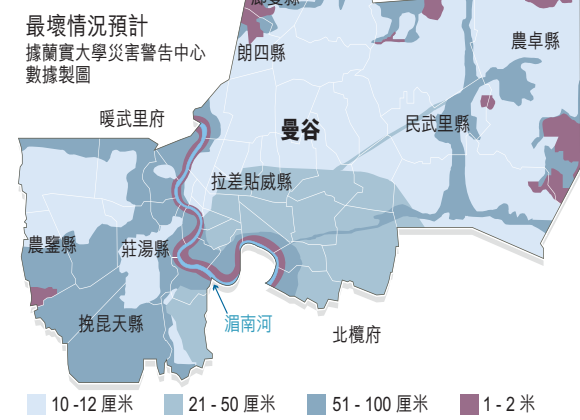 最壞情況預計
據蘭實大學災害警告中心
數據製圖
朗四縣
農卓縣
暖武里府
曼谷
民武里縣
拉差貼威縣
農鑒縣
莊湯縣
挽昆天縣
湄南河
北欖府
10 -12 厘米
21 - 50 厘米
51 - 100 厘米
1 - 2 米